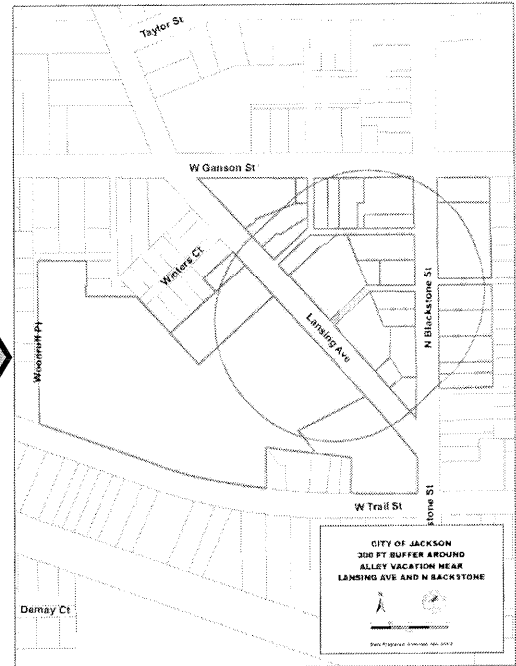 Taylor St
W Ganson St
Winters Ct
Woodruff Pl
Lansing Ave
N Blackstone St
W Trail St
stone St
Demay Ct
CITY OF JACKSON
300 FT BUFFER AROUND
ALLEY VACATION NEAR
LANSING AVE AND N BACKSTONE
N